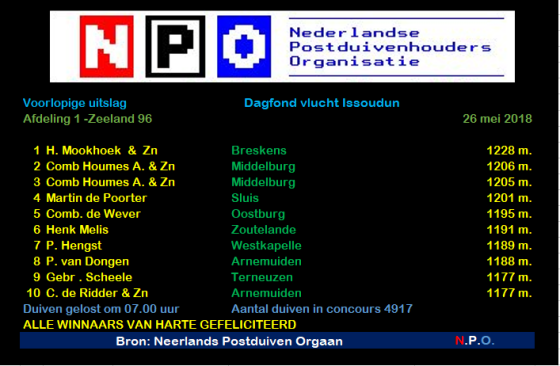 NPO Nederlandse
Postduivenhouders
Organisatie
Voorlopige uitslag Dagfond vlucht Issoudun
Afdeling 1 -Zeeland 96 26 mei 2018
1 H. Mookhoek & Zn Breskens 1228 m.
2 Comb Houmes A. & Zn Middelburg 1206 m.
3 Comb Houmes A. & Zn Middelburg 1205 m.
4 Martin de Poorter Sluis 1201 m.
5 Comb. de Wever Oostburg 1195 m.
6 Henk Melis Zoutelande 1191 m.
7 P. Hengst Westkapelle 1189 m.
8 P. van Dongen Arnemuiden 1188 m.
9 Gebr . Scheele Terneuzen 1177 m.
10 C. de Ridder & Zn Arnemuiden 1177 m.
Duiven gelost om 07.00 uur Aantal duiven in concours 4917
ALLE WINNAARS VAN HARTE GEFELICITEERD
Bron: Neerlands Postduiven Orgaan N.P.O.